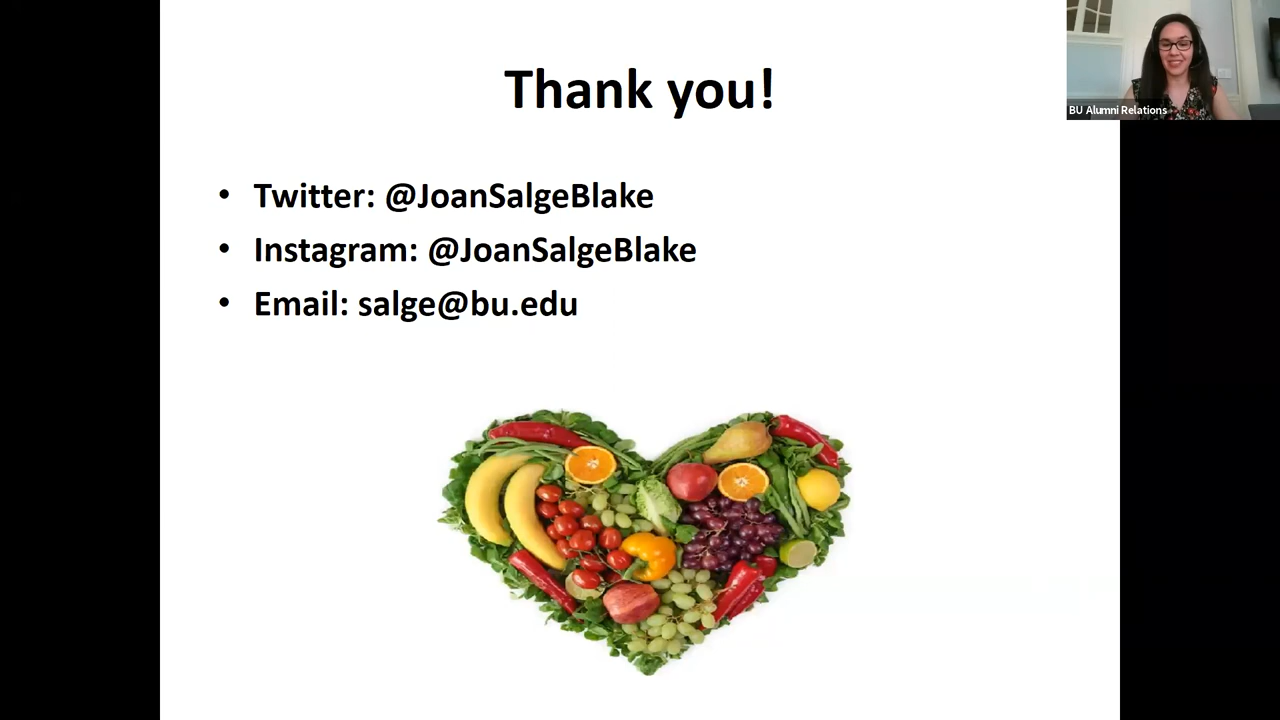 Thank you!
• Twitter: @JoanSalgeBlake
• Instagram: @JoanSalgeBlake
• Email: salge@bu.edu
BU Alumni Relations